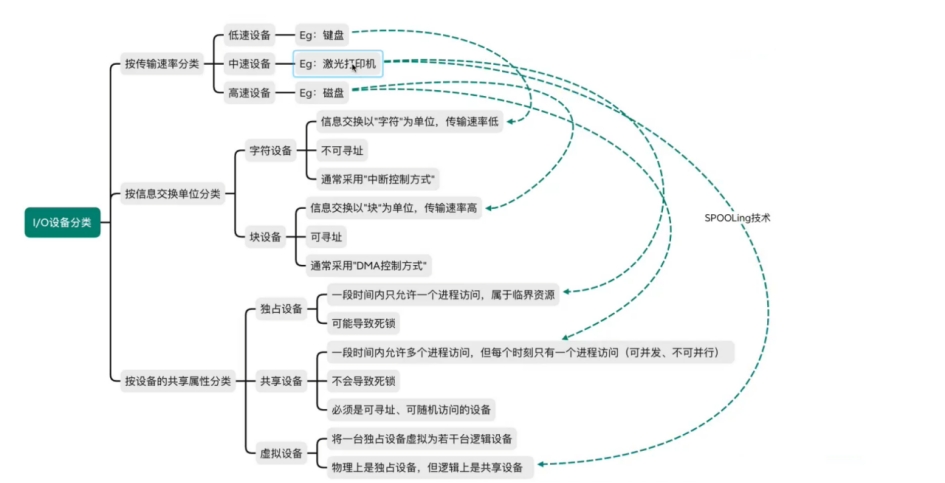 I/O设备分类
按传输速率分类
低速设备
Eg：键盘
中速设备
Eg：激光打印机
高速设备
Eg：磁盘
按信息交换单位分类
字符设备
信息交换以"字符"为单位，传输速率低
不可寻址
通常采用"中断控制方式"
块设备
信息交换以"块"为单位，传输速率高
可寻址
通常采用"DMA控制方式"
按设备的共享属性分类
独占设备
一段时间内只允许一个进程访问，属于临界资源
可能导致死锁
共享设备
一段时间内允许多个进程访问，但每个时刻只有一个进程访问（可并发、不可并行）
不会导致死锁
必须是可寻址、可随机访问的设备
虚拟设备
将一台独占设备虚拟为若干台逻辑设备
物理上是独占设备，但逻辑上是共享设备
SPOOLing技术